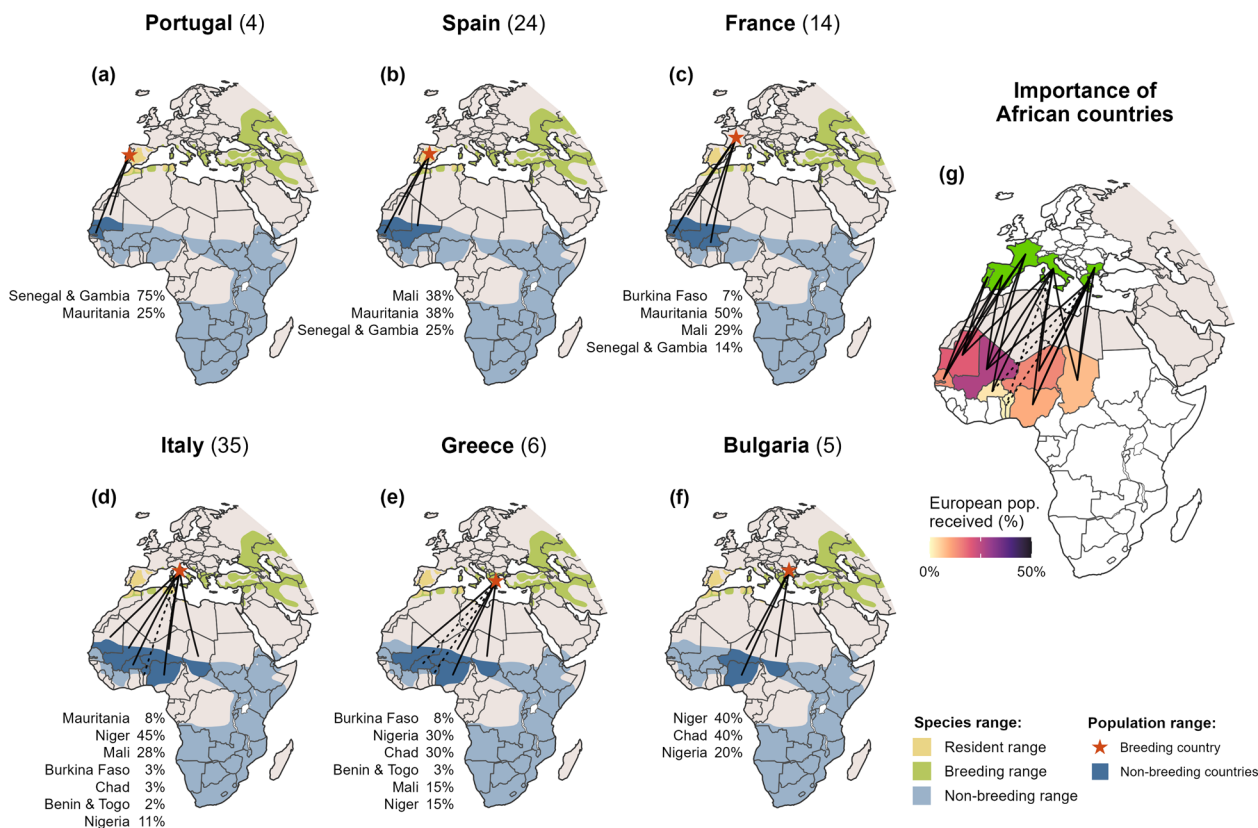 Portugal (4)
Spain (24)
France (14)
Importance of
African countries
(a)
(b)
(c)
(g)
Senegal & Gambia 75%
Mauritania 25%
Mali 38%
Mauritania 38%
Senegal & Gambia 25%
Burkina Faso 7%
Mauritania 50%
Mali 29%
Senegal & Gambia 14%
Italy (35)
Greece (6)
Bulgaria (5)
(d)
(e)
(f)
European pop.
received (%)
0% 50%
Mauritania 8%
Niger 45%
Mali 28%
Burkina Faso 3%
Chad 3%
Benin & Togo 2%
Nigeria 11%
Burkina Faso 8%
Nigeria 30%
Chad 30%
Benin & Togo 3%
Mali 15%
Niger 15%
Niger 40%
Chad 40%
Nigeria 20%
Species range:
Resident range
Breeding range
Non-breeding range
Population range:
Breeding country
Non-breeding countries